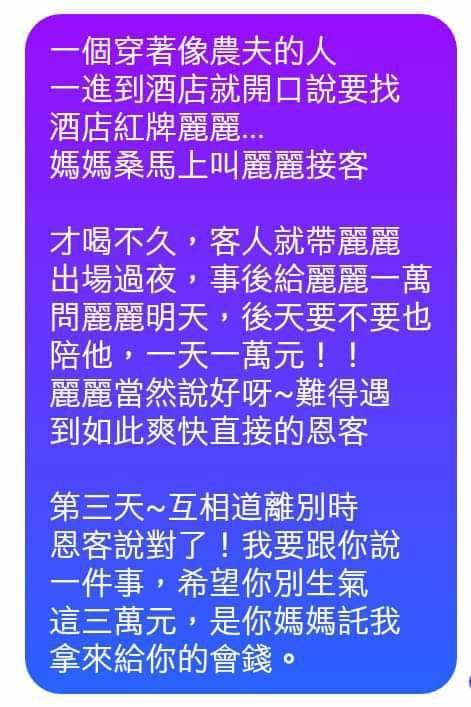 一個穿著像農夫的人
一進到酒店就開口說要找
酒店紅牌麗麗...
媽媽桑馬上叫麗麗接客
才喝不久，客人就帶麗麗
出場過夜，事後給麗麗一萬
問麗麗明天，後天要不要也
陪他，一天一萬元！！
麗麗當然說好呀~難得遇
到如此爽快直接的恩客
第三天~互相道離別時
恩客說對了！我要跟你說
一件事，希望你別生氣
這三萬元，是你媽媽託我
拿來給你的會錢。